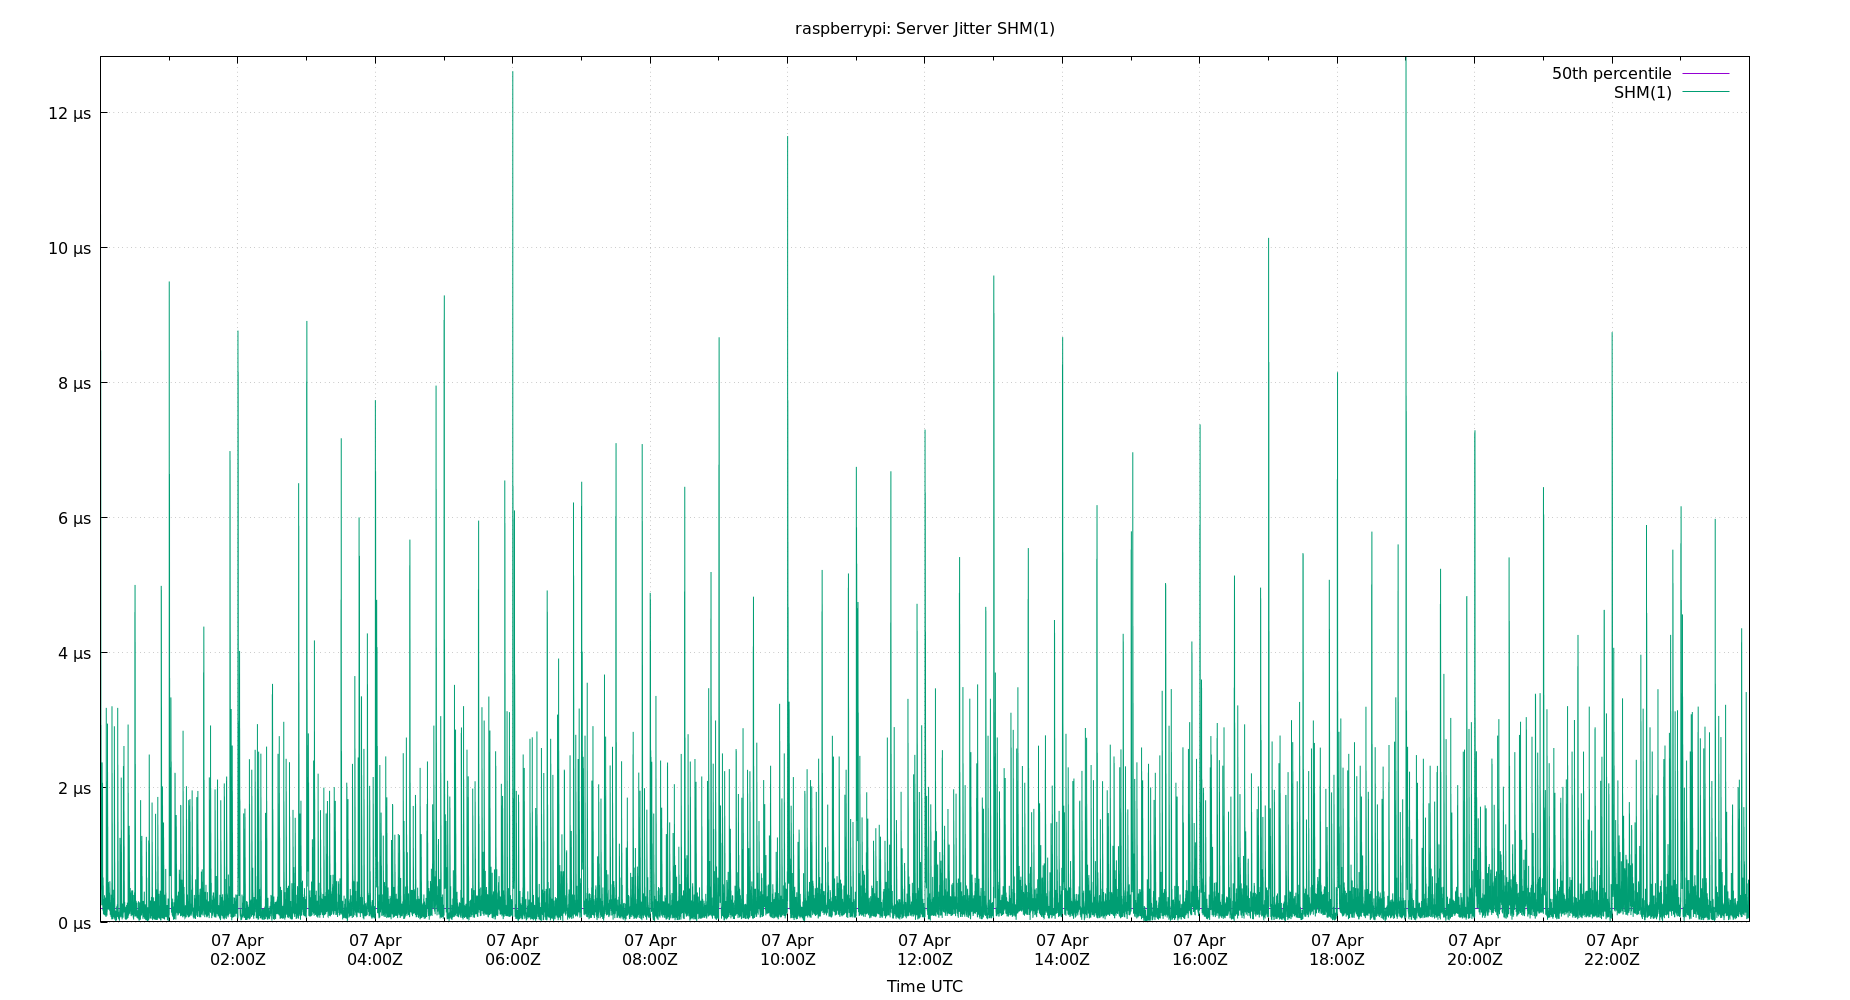 raspberrypi: Server Jitter SHM(1)
50th percentile
SHM(1)
12 µs
10 µs
8 µs
6 µs
4 µs
2 µs
0 µs
07 Apr 07 Apr 07 Apr 07 Apr 07 Apr 07 Apr 07 Apr 07 Apr 07 Apr 07 Apr 07 Apr
02:00Z 04:00Z 06:00Z 08:00Z 10:00Z 12:00Z 14:00Z 16:00Z 18:00Z 20:00Z 22:00Z
Time UTC